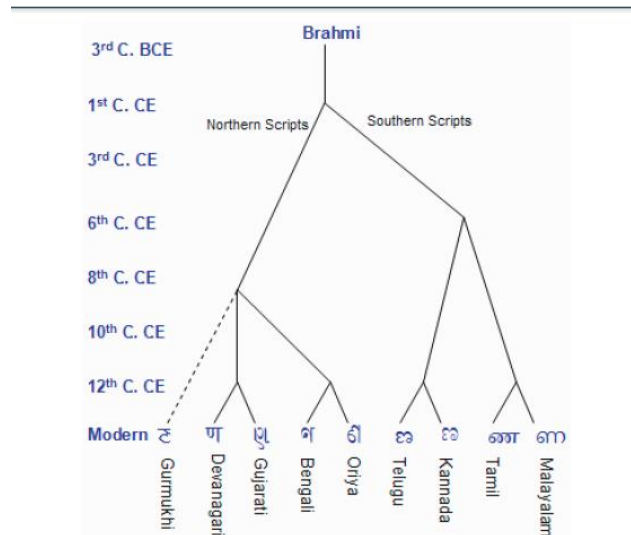 Brahmi
3rd C. BCE
1st C. CE
Northern Scripts
Southern Scripts
3rd C. CE
6th C. CE
8th C. CE
10th C. CE
12th C. CE
Modern ਣ ण ણ ণ ଣ ణ ಣ ண ണ
Gurmukhi
Devanagari
Gujarati
Bengali
Oriya
Telugu
Kannada
Tamil
Malayalam